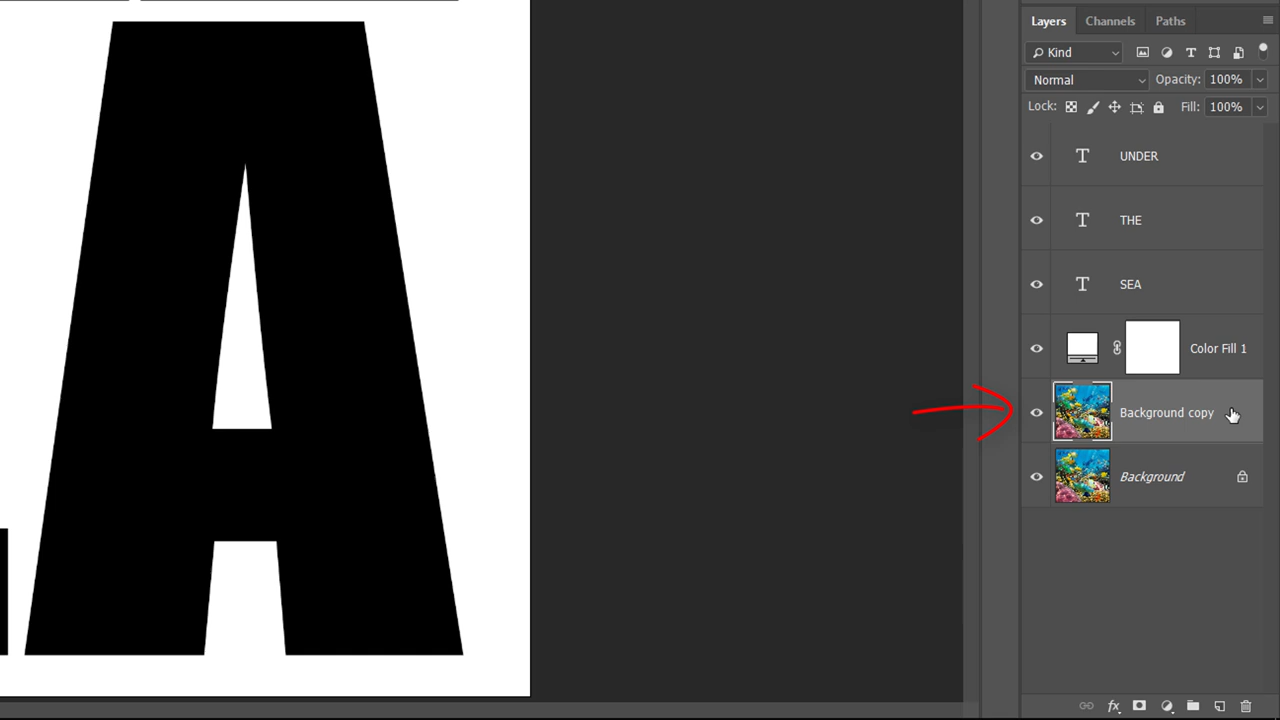 A
Layers Channels Paths
Kind
Normal Opacity: 100%
Lock: Fill: 100%
T UNDER
T THE
T SEA
Color Fill 1
Background copy
Background
fx